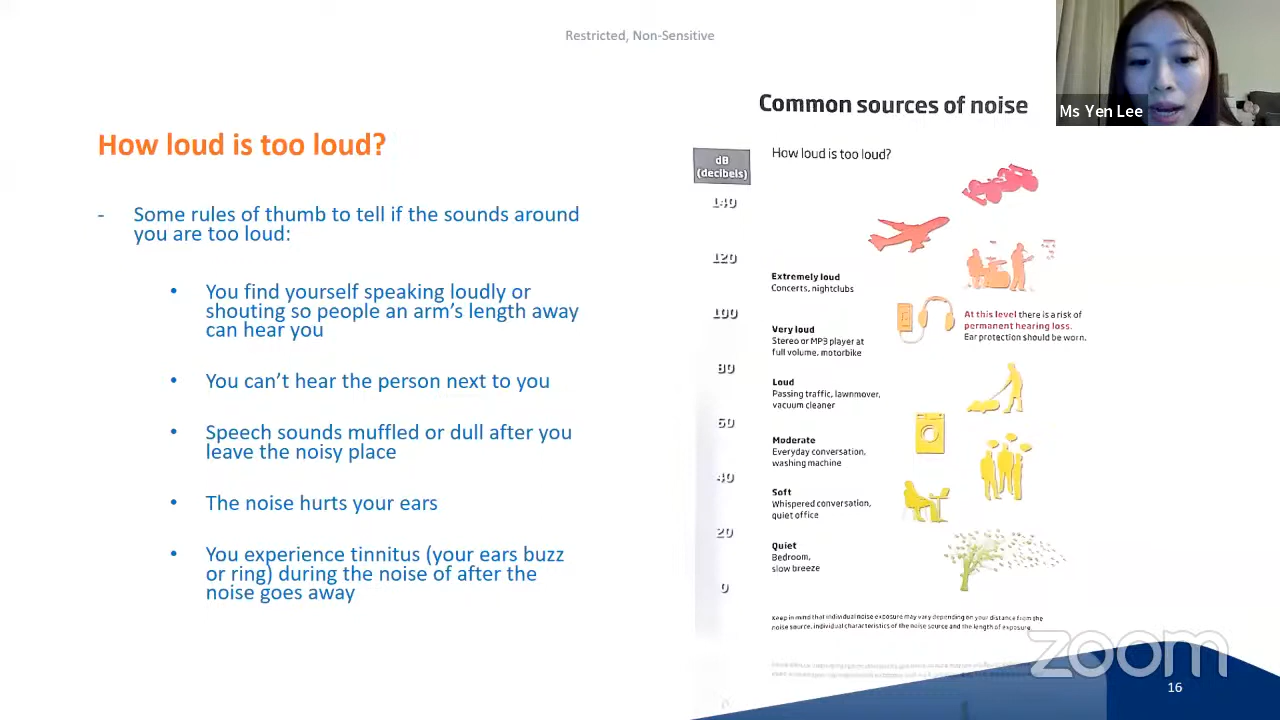 Restricted, Non-Sensitive
Ms Yen Lee
How loud is too loud?
- Some rules of thumb to tell if the sounds around
you are too loud:
• You find yourself speaking loudly or
shouting so people an arm's length away
can hear you
• You can't hear the person next to you
• Speech sounds muffled or dull after you
leave the noisy place
• The noise hurts your ears
• You experience tinnitus (your ears buzz
or ring) during the noise of after the
noise goes away
Common sources of noise
How loud is too loud?
dB
(decibels)
140
120
Extremely loud
Concerts, nightclubs
100
At this level there is a risk of
permanent hearing loss.
Ear protection should be worn.
Very loud
Stereo or MP3 player at
full volume, motorbike
80
Loud
Passing traffic, lawnmover,
vacuum cleaner
60
Moderate
Everyday conversation,
washing machine
40
Soft
Whispered conversation,
quiet office
20
Quiet
Bedroom,
slow breeze
0
Keep in mind that individual noise exposure may vary depending on your distance from the
noise source, individual characteristics of the noise source and the length of exposure.
zoom
16